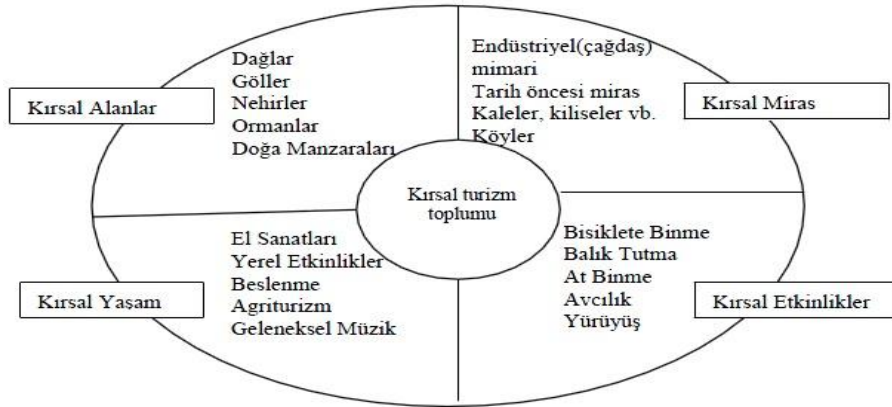 Kırsal Alanlar
Dağlar
Göller
Nehirler
Ormanlar
Doğa Manzaraları
Endüstriyel(çağdaş)
mimari
Tarih öncesi miras
Kaleler, kiliseler vb.
Köyler
Kırsal Miras
Kırsal turizm
toplumu
Kırsal Yaşam
El Sanatları
Yerel Etkinlikler
Beslenme
Agriturizm
Geleneksel Müzik
Bisiklete Binme
Balık Tutma
At Binme
Avcılık
Yürüyüş
Kırsal Etkinlikler